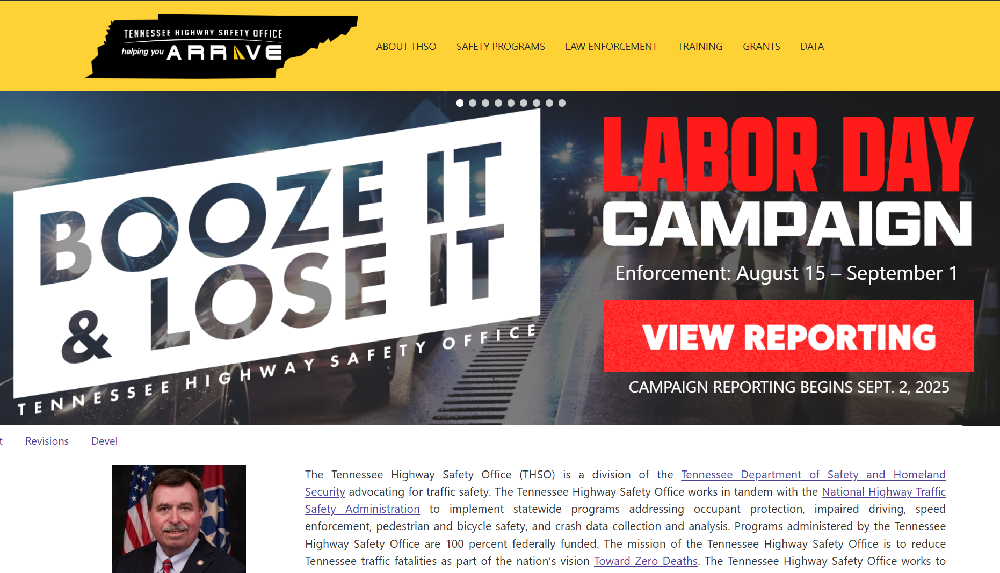 TENNESSEE HIGHWAY SAFETY OFFICE
helping you ARRIVE
ABOUT THSO SAFETY PROGRAMS LAW ENFORCEMENT TRAINING GRANTS DATA
BOOZE IT
& LOSE IT
TENNESSEE HIGHWAY SAFETY OFFICE
LABOR DAY
CAMPAIGN
Enforcement: August 15 – September 1
VIEW REPORTING
CAMPAIGN REPORTING BEGINS SEPT. 2, 2025
t Revisions Devel
The Tennessee Highway Safety Office (THSO) is a division of the Tennessee Department of Safety and Homeland
Security advocating for traffic safety. The Tennessee Highway Safety Office works in tandem with the National Highway Traffic
Safety Administration to implement statewide programs addressing occupant protection, impaired driving, speed
enforcement, pedestrian and bicycle safety, and crash data collection and analysis. Programs administered by the Tennessee
Highway Safety Office are 100 percent federally funded. The mission of the Tennessee Highway Safety Office is to reduce
Tennessee traffic fatalities as part of the nation’s vision Toward Zero Deaths. The Tennessee Highway Safety Office works to